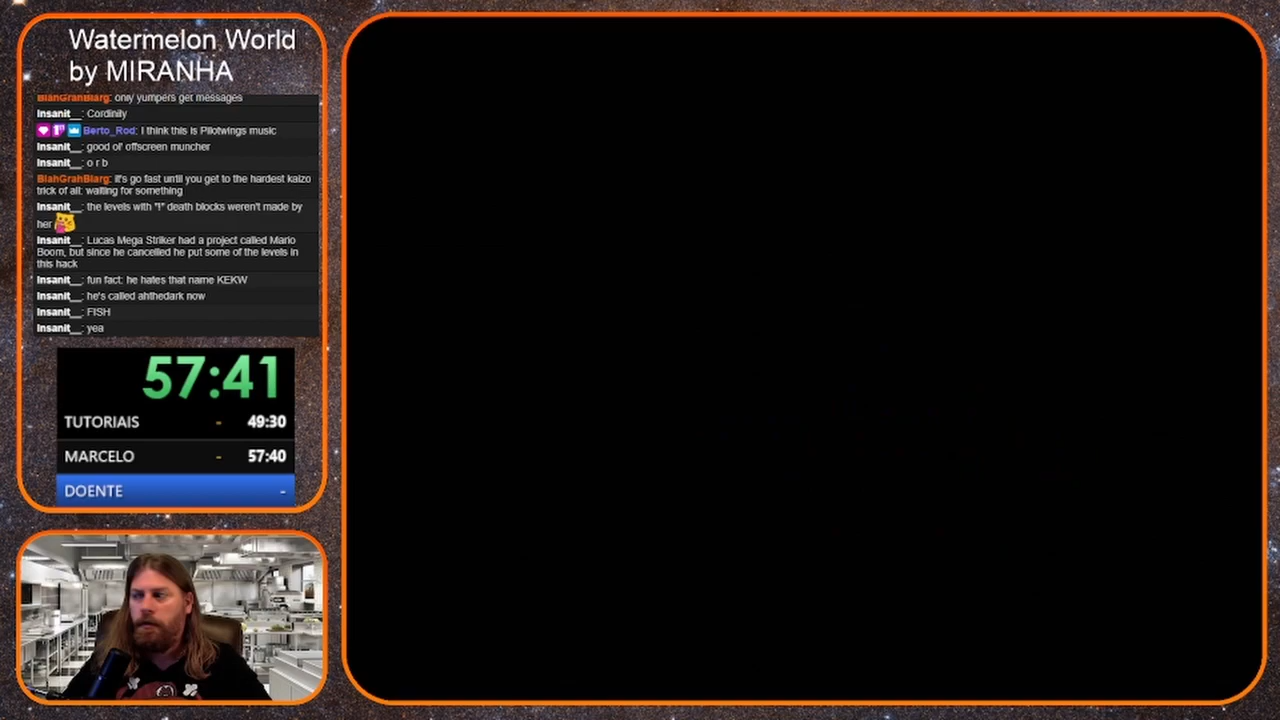 Watermelon World
by MIRANHA
BlahGrahBlarg: only yumpers get messages
Insanit__: Cordinily
Berto_Rod: I think this is Pilotwings music
Insanit__: good ol' offscreen muncher
Insanit__: o r b
BlahGrahBlarg: it's go fast until you get to the hardest kaizo
trick of all: waiting for something
Insanit__: the levels with "!" death blocks weren't made by
her
Insanit__: Lucas Mega Striker had a project called Mario
Boom, but since he cancelled he put some of the levels in
this hack
Insanit__: fun fact: he hates that name KEKW
Insanit__: he's called ahthedark now
Insanit__: FISH
Insanit__: yea
57:41
TUTORIAIS - 49:30
MARCELO - 57:40
DOENTE -